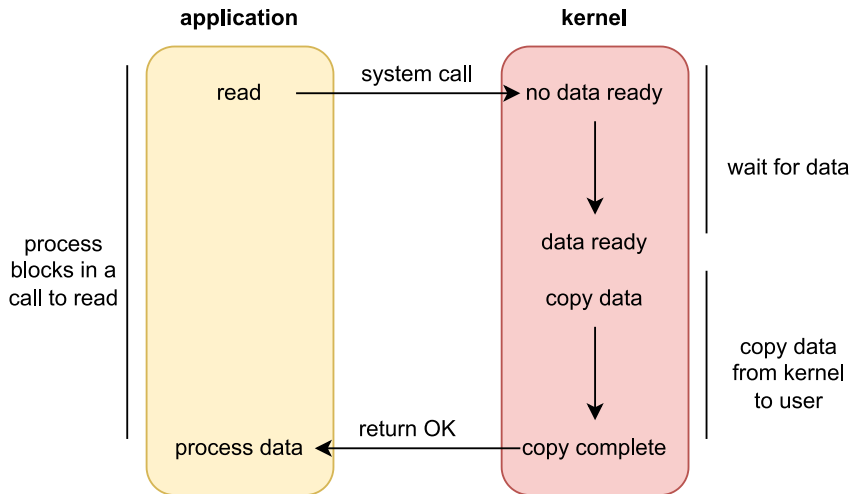 application
kernel
read
system call
no data ready
wait for data
data ready
process
blocks in a
call to read
copy data
copy data
from kernel
to user
process data
return OK
copy complete